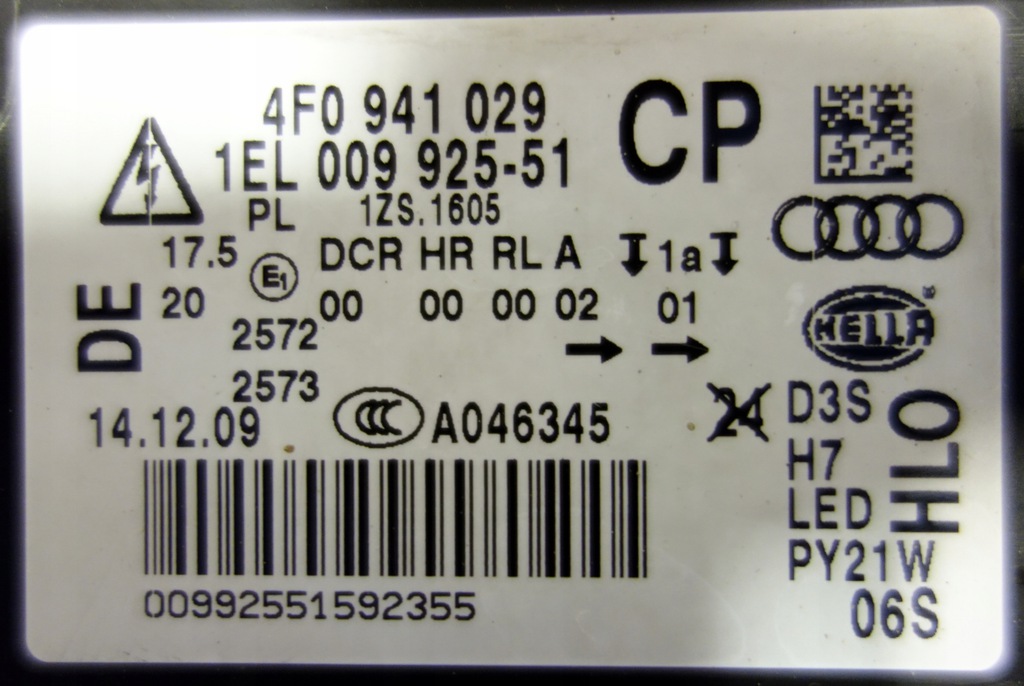 4F0 941 029
CP
1EL 009 925-51
PL 1ZS.1605
17.5 E1 DCR HR RL A 1a
20 00 00 00 02 01
DE
2572
HELLA
2573
14.12.09 CCC A046345
24 D3S
H7
LED
PY21W
06S
HLO
00992551592355